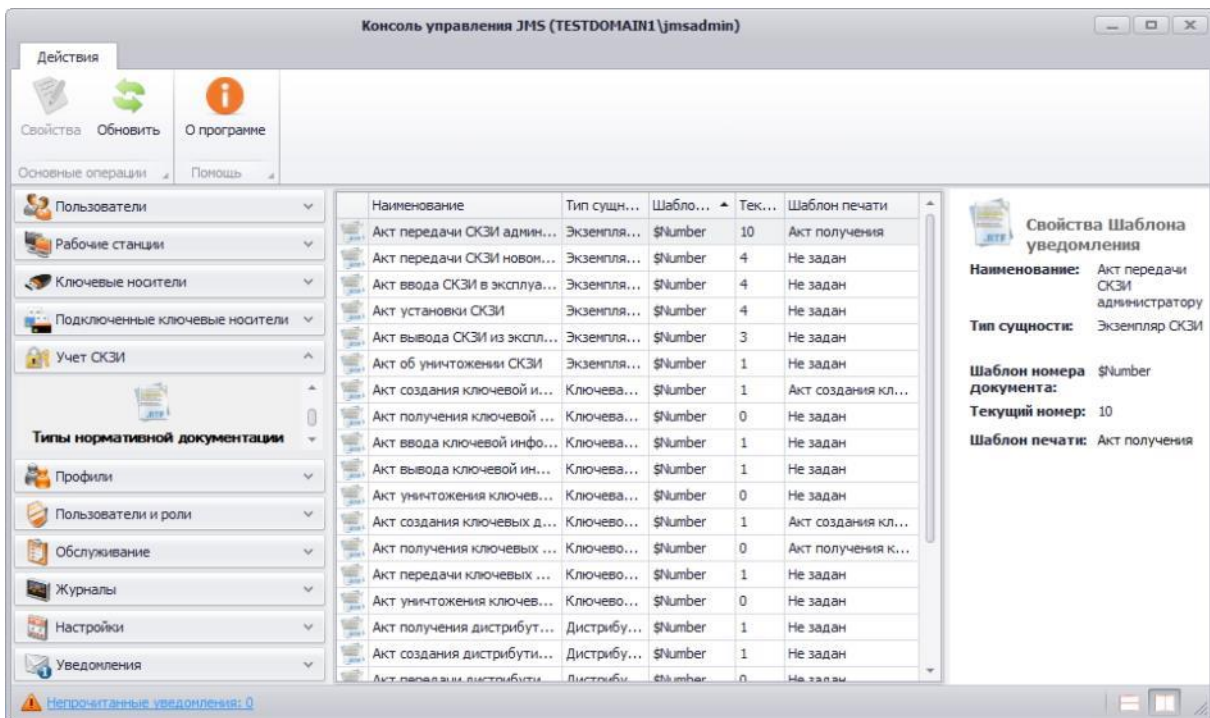 Консоль управления JMS (TESTDOMAIN1\jmsadmin)
Действия
Свойства Обновить О программе
Основные операции Помощь
Пользователи
Рабочие станции
Ключевые носители
Подключенные ключевые носители
Учет СКЗИ
Типы нормативной документации
Профили
Пользователи и роли
Обслуживание
Журналы
Настройки
Уведомления
Наименование Тип сущн... Шабло... Тек... Шаблон печати
Акт передачи СКЗИ админ... Экземпля... $Number 10 Акт получения
Акт передачи СКЗИ новом... Экземпля... $Number 4 Не задан
Акт ввода СКЗИ в эксплуа... Экземпля... $Number 4 Не задан
Акт установки СКЗИ Экземпля... $Number 4 Не задан
Акт вывода СКЗИ из экспл... Экземпля... $Number 3 Не задан
Акт об уничтожении СКЗИ Экземпля... $Number 1 Не задан
Акт создания ключевой и... Ключева... $Number 1 Акт создания кл...
Акт получения ключевой ... Ключева... $Number 0 Не задан
Акт ввода ключевой инфо... Ключева... $Number 1 Не задан
Акт вывода ключевой ин... Ключева... $Number 1 Не задан
Акт уничтожения ключев... Ключева... $Number 0 Не задан
Акт создания ключевых д... Ключево... $Number 1 Акт создания кл...
Акт получения ключевых ... Ключево... $Number 0 Акт получения к...
Акт передачи ключевых ... Ключево... $Number 1 Не задан
Акт уничтожения ключев... Ключево... $Number 0 Не задан
Акт получения дистрибут... Дистрибу... $Number 1 Не задан
Акт создания дистрибути... Дистрибу... $Number 1 Не задан
Акт передачи дистрибути... Дистрибу... $Number 0 Не задан
Свойства Шаблона
уведомления
Наименование: Акт передачи
СКЗИ
администратору
Тип сущности: Экземпляр СКЗИ
Шаблон номера $Number
документа:
Текущий номер: 10
Шаблон печати: Акт получения
Непрочитанные уведомления: 0